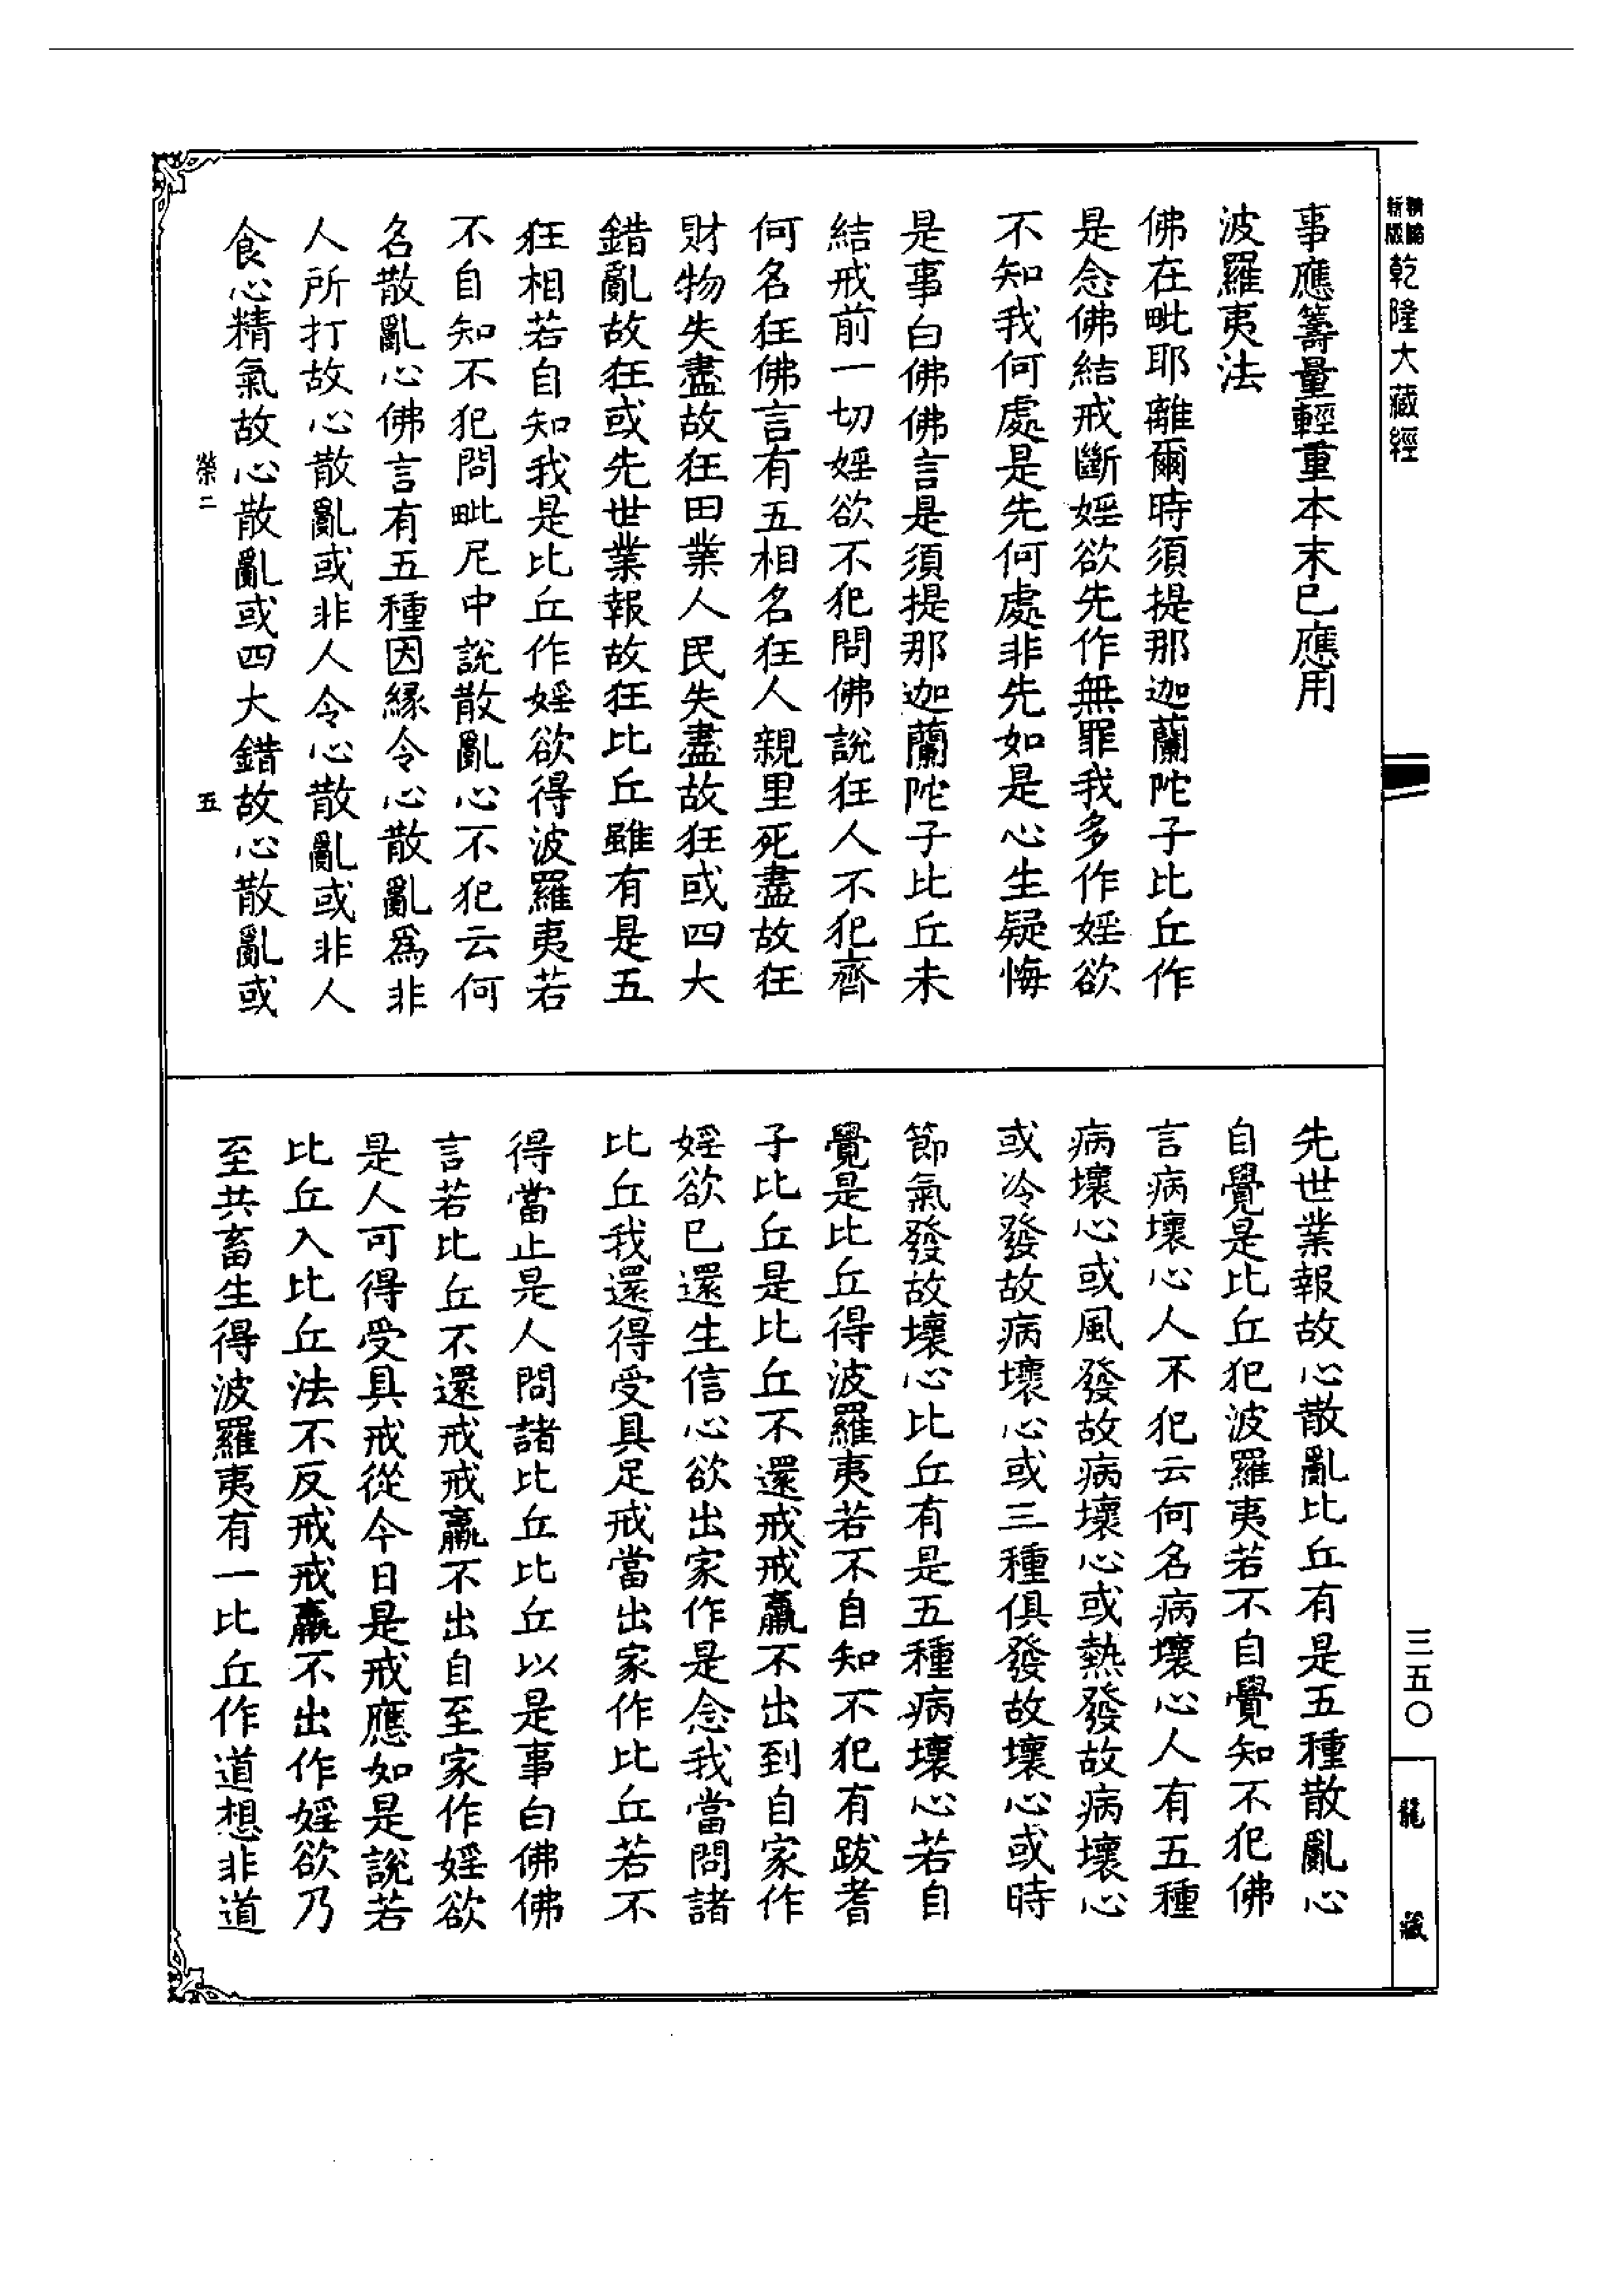 精縮
新版
乾隆大藏經
事應籌量輕重本末已應用
波羅夷法
佛在毗耶離爾時須提那迦蘭陀子比丘作
是念佛結戒斷婬欲先作無罪我多作婬欲
不知我何處是先何處非先如是心生疑悔
是事白佛佛言是須提那迦蘭陀子比丘未
結戒前一切婬欲不犯問佛說狂人不犯齊
何名狂佛言有五相名狂人親里死盡故狂
財物失盡故狂田業人民失盡故狂或四大
錯亂故狂或先世業報故狂比丘雖有是五
狂相若自知我是比丘作婬欲得波羅夷若
不自知不犯問毗尼中說散亂心不犯云何
名散亂心佛言有五種因緣令心散亂爲非
人所打故心散亂或非人令心散亂或非人
食心精氣故心散亂或四大錯故心散亂或
榮二
五
三五〇
龍藏
先世業報故心散亂比丘有是五種散亂心
自覺是比丘犯波羅夷若不自覺知不犯佛
言病壞心人不犯云何名病壞心人有五種
病壞心或風發故病壞心或熱發故病壞心
或冷發故病壞心或三種俱發故壞心或時
節氣發故壞心比丘有是五種病壞心若自
覺是比丘得波羅夷若不自知不犯有跋耆
子比丘是比丘不還戒戒羸不出到自家作
婬欲已還生信心欲出家作是念我當問諸
比丘我還得受具足戒當出家作比丘若不
得當止是人問諸比丘比丘以是事白佛佛
言若比丘不還戒戒羸不出自至家作婬欲
是人可得受具戒從今日是戒應如是說若
比丘入比丘法不反戒戒羸不出作婬欲乃
至共畜生得波羅夷有一比丘作道想非道